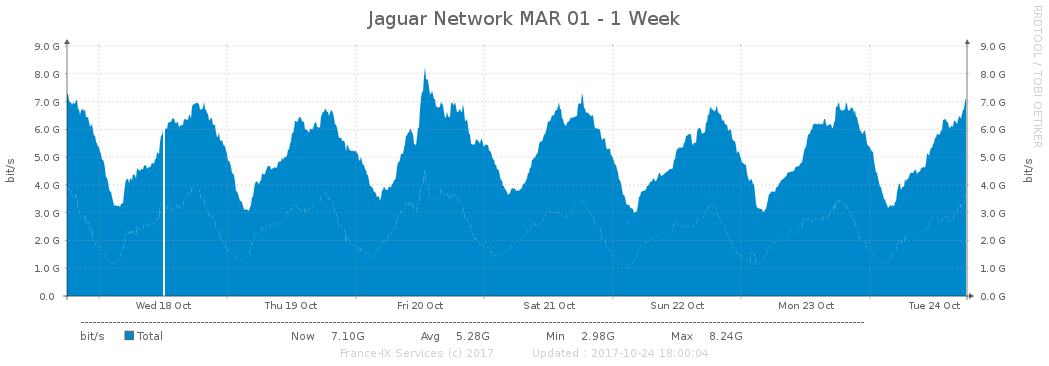 Jaguar Network MAR 01 - 1 Week
RRDTOOL / TOBI OETIKER
bit/s
bit/s
9.0 G 9.0 G
8.0 G 8.0 G
7.0 G 7.0 G
6.0 G 6.0 G
5.0 G 5.0 G
4.0 G 4.0 G
3.0 G 3.0 G
2.0 G 2.0 G
1.0 G 1.0 G
0.0 0.0 G
Wed 18 Oct Thu 19 Oct Fri 20 Oct Sat 21 Oct Sun 22 Oct Mon 23 Oct Tue 24 Oct
bit/s Total Now 7.10G Avg 5.28G Min 2.98G Max 8.24G
France-IX Services (c) 2017 Updated : 2017-10-24 18:00:04